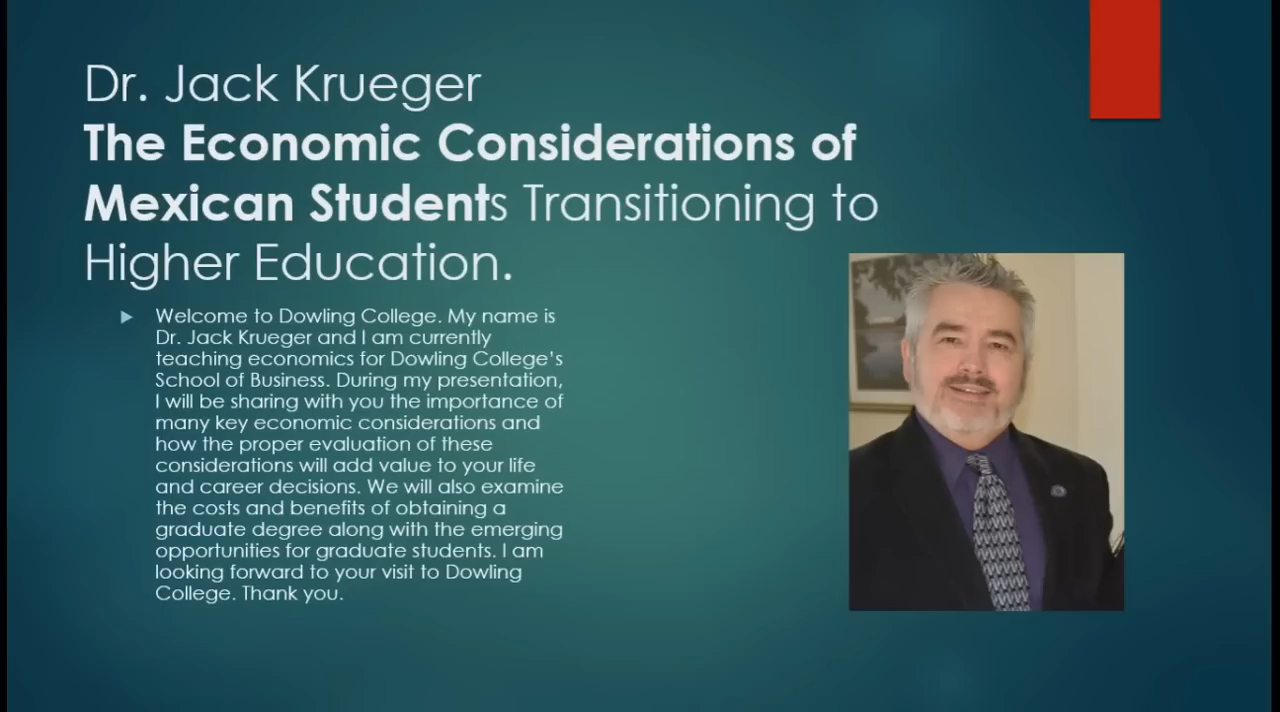 Dr. Jack Krueger
The Economic Considerations of
Mexican Students Transitioning to
Higher Education.
Welcome to Dowling College. My name is
Dr. Jack Krueger and I am currently
teaching economics for Dowling College's
School of Business. During my presentation,
I will be sharing with you the importance of
many key economic considerations and
how the proper evaluation of these
considerations will add value to your life
and career decisions. We will also examine
the costs and benefits of obtaining a
graduate degree along with the emerging
opportunities for graduate students. I am
looking forward to your visit to Dowling
College. Thank you.